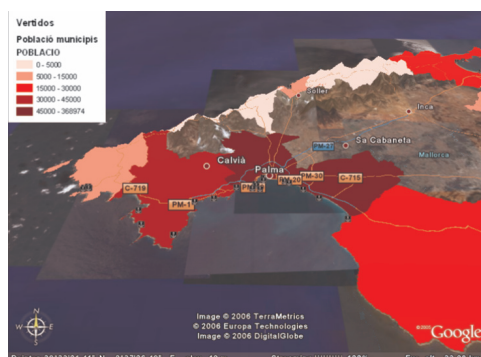 Vertidos
Població municipis
POBLACIO
0 - 5000
5000 - 15000
15000 - 30000
30000 - 45000
45000 - 368974
Soller
Inca
Sa Cabaneta
Mallorca
Calvià
Palma
C-719
PM-1
PM-20
PM-30
C-715
N
W
E
S
Image © 2006 TerraMetrics
© 2006 Europa Technologies
Image © 2006 DigitalGlobe
©2005 Google